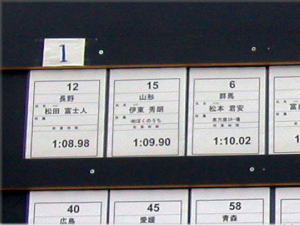 1
12
長野
松田 富士人
1:08.98
15
山形
伊東 秀朗
1:09.90
6
群馬
松本 君安
1:10.02
40
広島
45
愛媛
58
青森